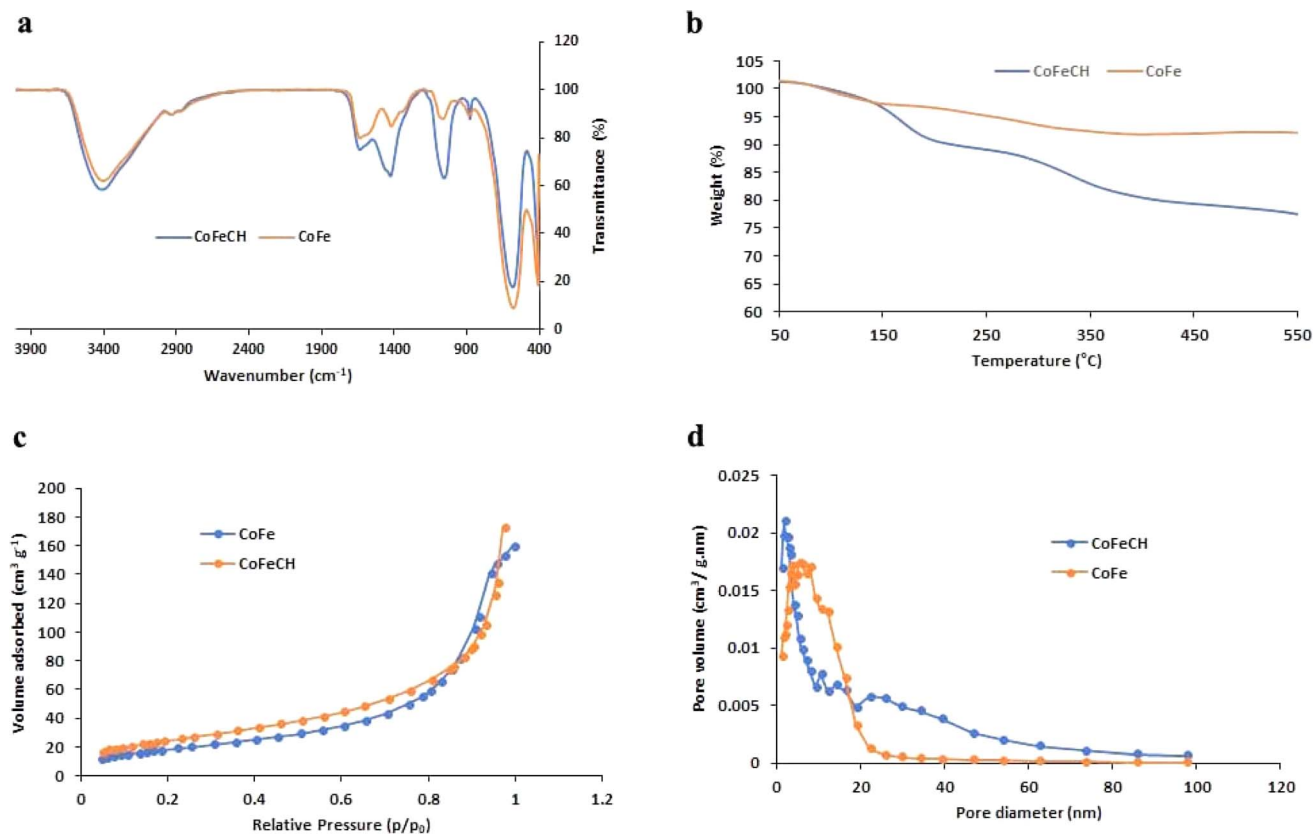 a
120
100
80
60
40
20
0
Transmittance (%)
CoFeCH
CoFe
3900 3400 2900 2400 1900 1400 900 400
Wavenumber (cm⁻¹)
b
CoFeCH
CoFe
105
100
95
90
85
80
75
70
65
60
Weight (%)
50 150 250 350 450 550
Temperature (°C)
c
200
180
160
140
120
100
80
60
40
20
0
Volume adsorbed (cm³ g⁻¹)
CoFe
CoFeCH
0 0.2 0.4 0.6 0.8 1 1.2
Relative Pressure (p/p₀)
d
0.025
0.02
0.015
0.01
0.005
0
Pore volume (cm³/ g.nm)
CoFeCH
CoFe
0 20 40 60 80 100 120
Pore diameter (nm)